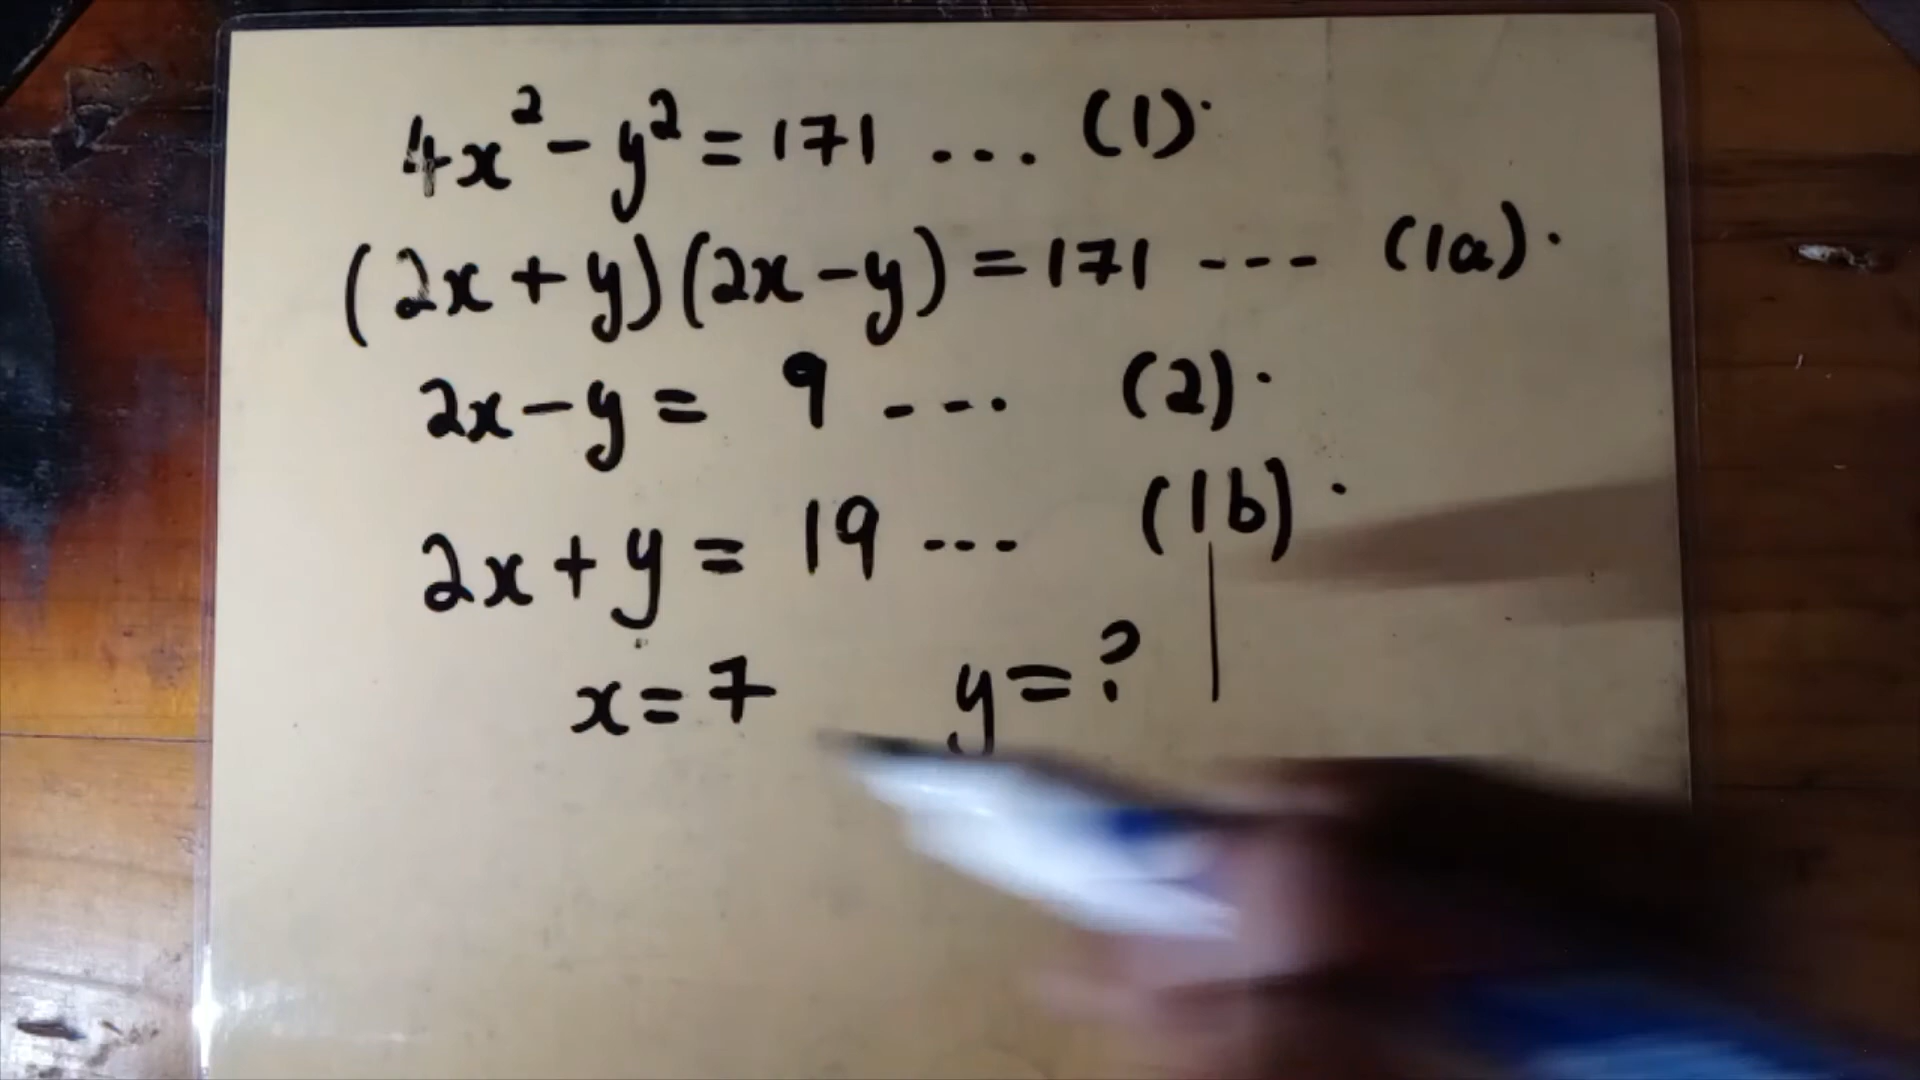 4x² - y² = 171 ... (1).
(2x + y)(2x - y) = 171 --- (1a).
2x - y = 9 --- (2).
2x + y = 19 --- (1b).
x = 7 y = ?